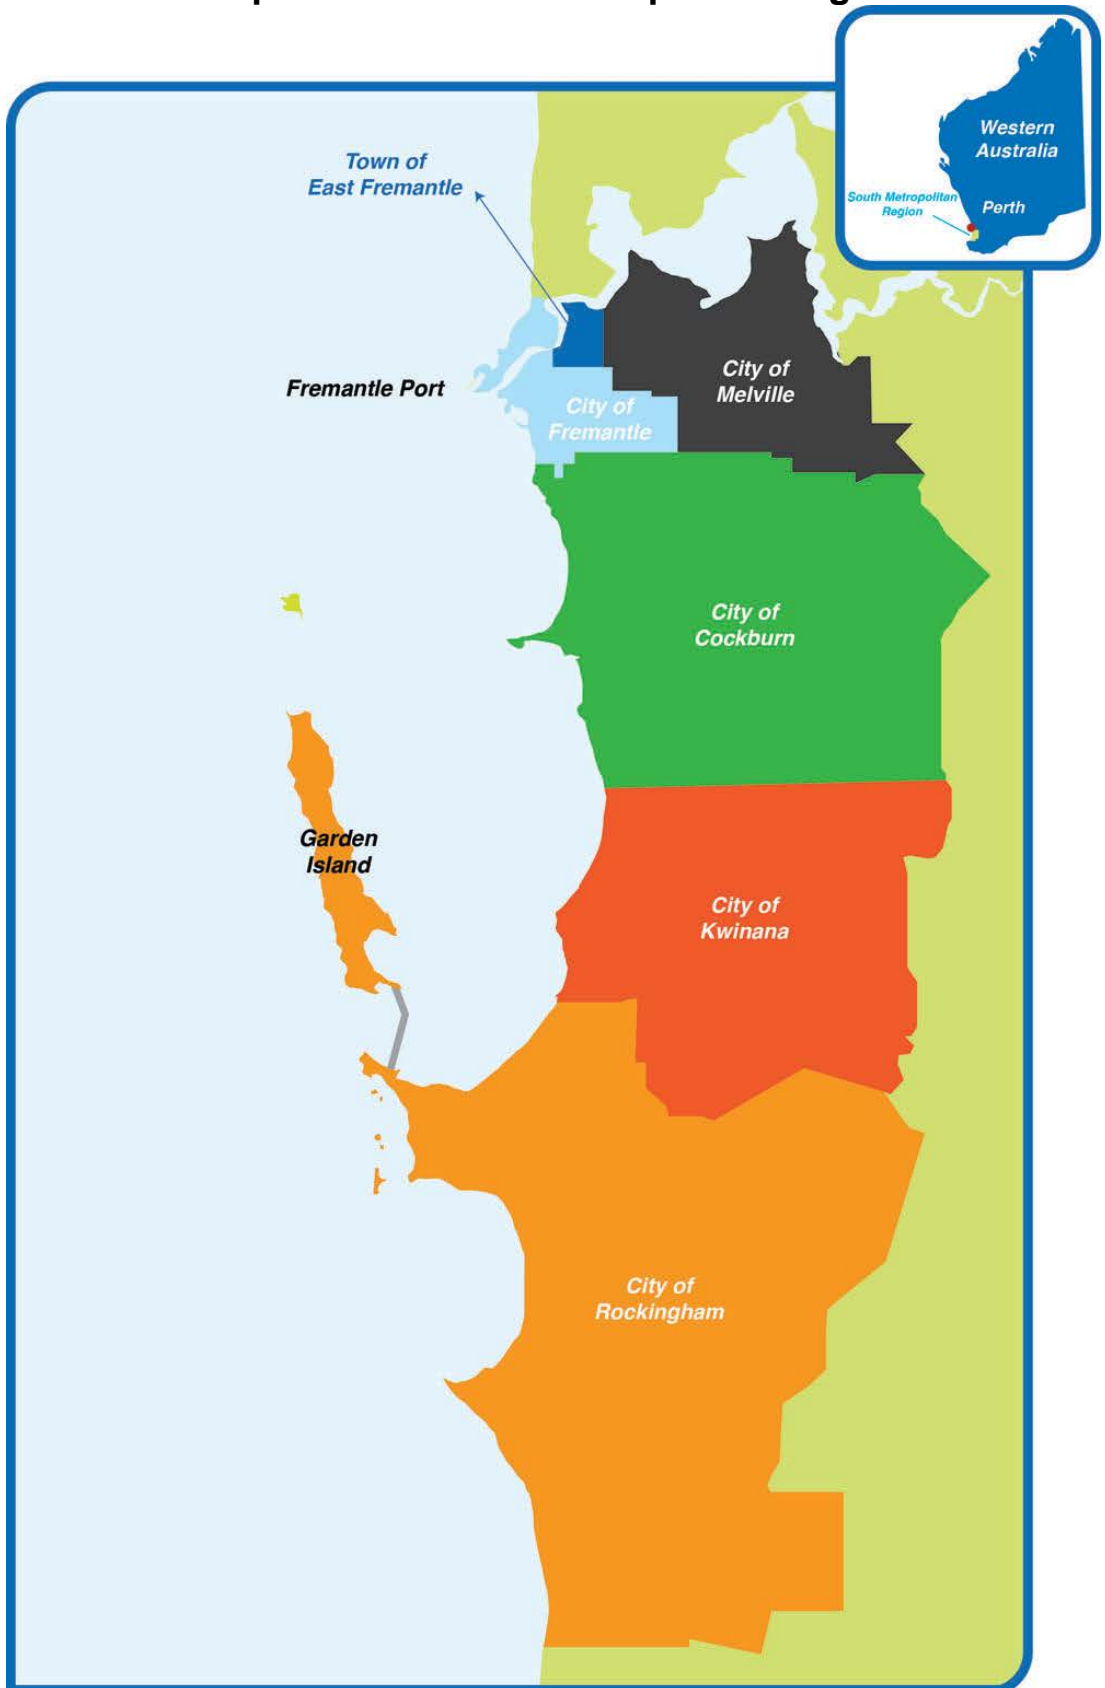 Western
Australia
South Metropolitan
Region
Perth
Town of
East Fremantle
Fremantle Port
City of
Melville
City of
Fremantle
City of
Cockburn
Garden
Island
City of
Kwinana
City of
Rockingham